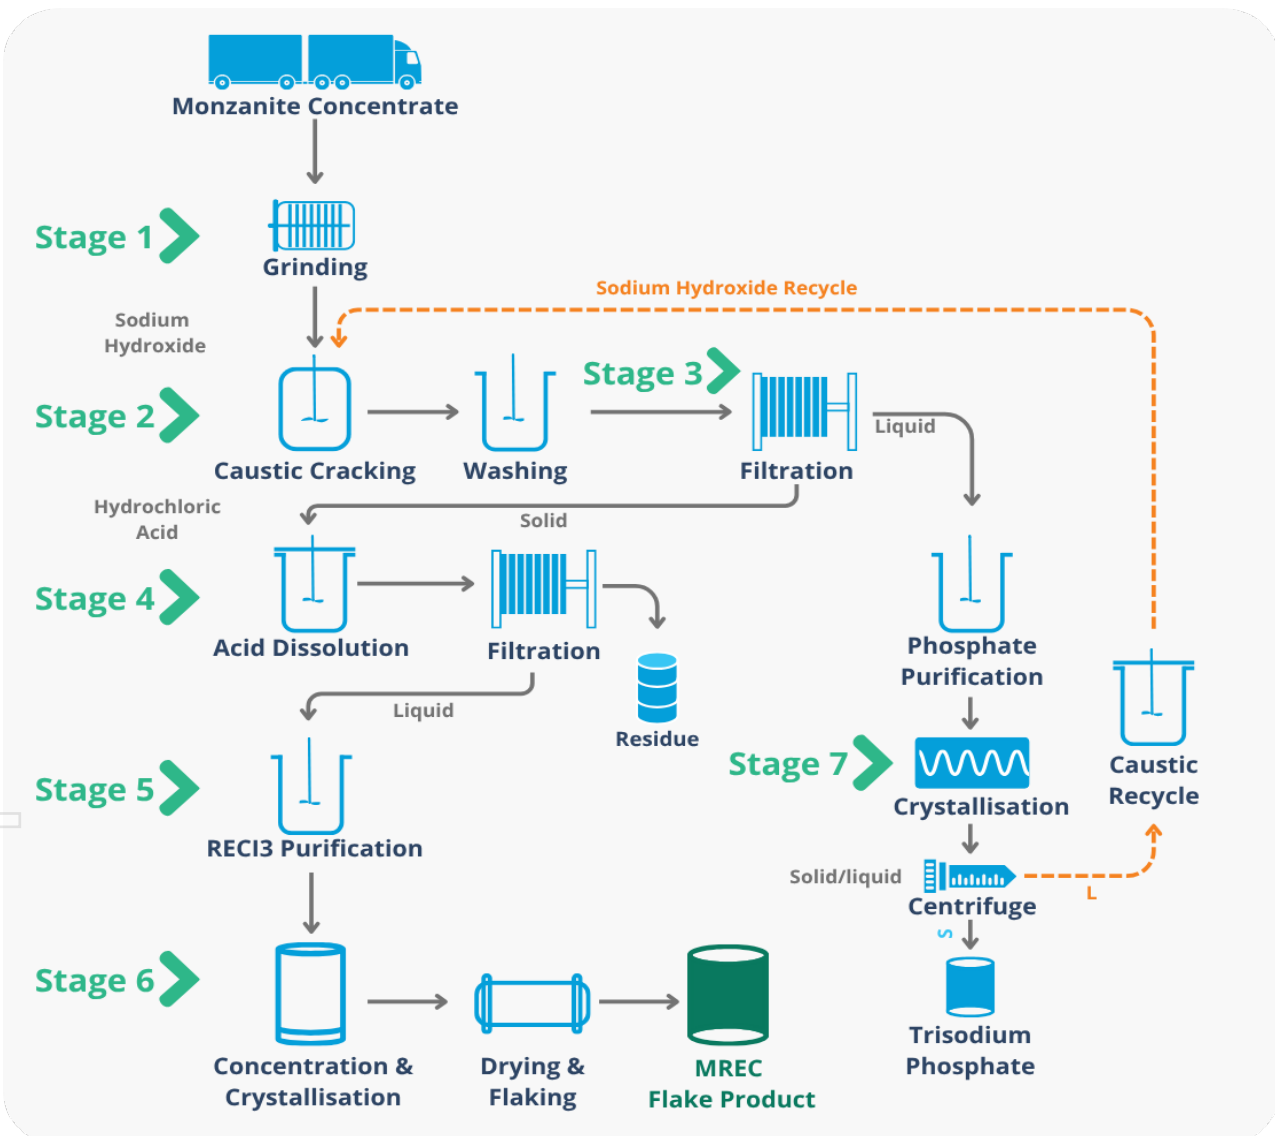 Monzanite Concentrate
Stage 1
Grinding
Sodium Hydroxide Recycle
Sodium
Hydroxide
Stage 2
Stage 3
Caustic Cracking
Washing
Filtration
Liquid
Hydrochloric
Acid
Solid
Stage 4
Acid Dissolution
Filtration
Residue
Phosphate
Purification
Liquid
Stage 5
RECI3 Purification
Stage 7
Crystallisation
Caustic
Recycle
Solid/liquid
Centrifuge
L
S
Stage 6
Concentration &
Crystallisation
Drying &
Flaking
MREC
Flake Product
Trisodium
Phosphate